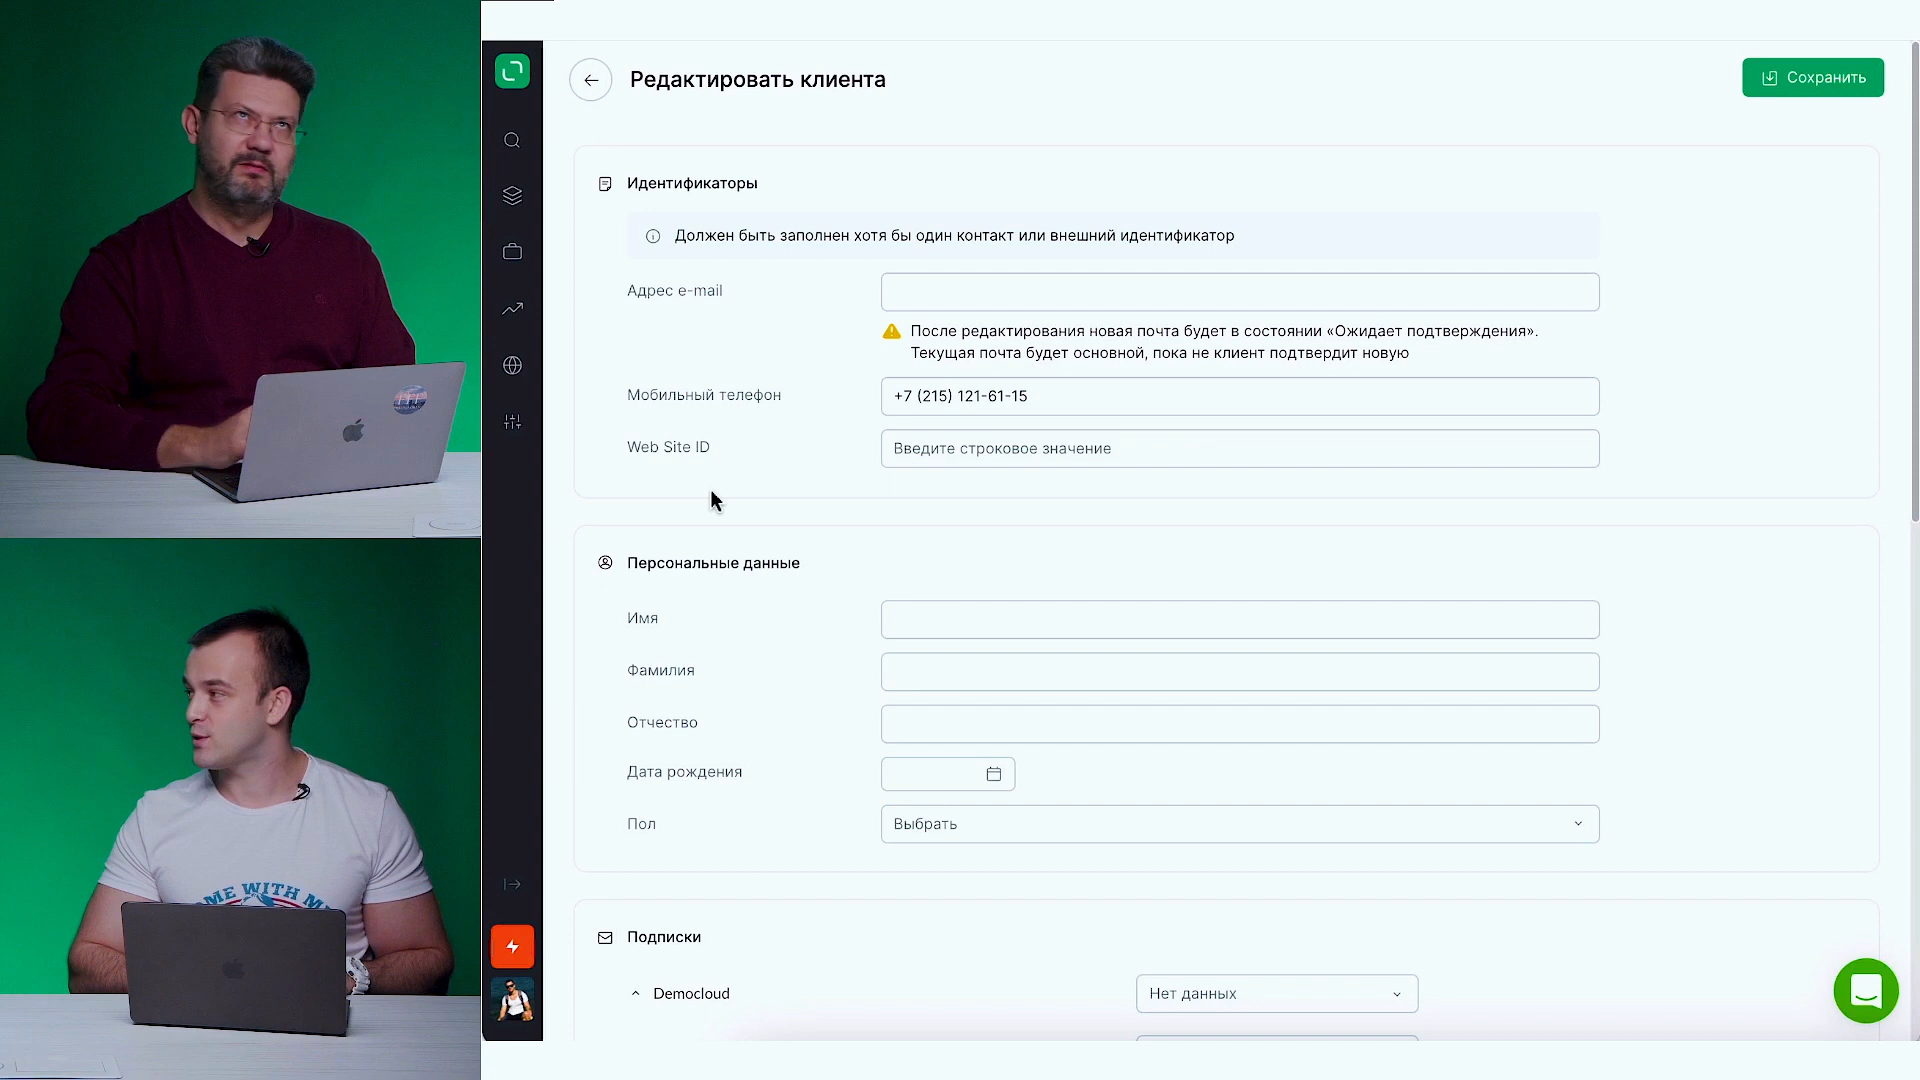 Редактировать клиента
Сохранить
Идентификаторы
Должен быть заполнен хотя бы один контакт или внешний идентификатор
Адрес e-mail
После редактирования новая почта будет в состоянии «Ожидает подтверждения».
Текущая почта будет основной, пока не клиент подтвердит новую
Мобильный телефон
+7 (215) 121-61-15
Web Site ID
Введите строковое значение
Персональные данные
Имя
Фамилия
Отчество
Дата рождения
Пол
Выбрать
Подписки
Democloud
Нет данных
WITH